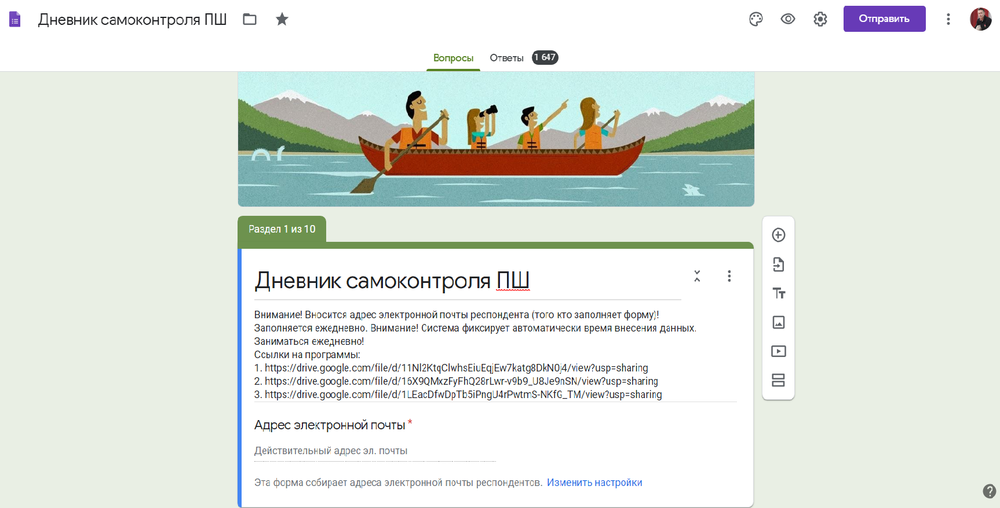 Дневник самоконтроля ПШ
Отправить
Вопросы
Ответы
1 647
Раздел 1 из 10
Дневник самоконтроля ПШ
Внимание! Вносится адрес электронной почты респондента (того кто заполняет форму)!
Заполняется ежедневно. Внимание! Система фиксирует автоматически время внесения данных.
Заниматься ежедневно!
Ссылки на программы:
1. https://drive.google.com/file/d/11Nl2KtqClwhsEiuEqjEw7katg8DkN0j4/view?usp=sharing
2. https://drive.google.com/file/d/16X9QMxzFyFhQ28rLwr-v9b9_U8Je9nSN/view?usp=sharing
3. https://drive.google.com/file/d/1LEacDfwDpTb5iPngU4rPwtmS-NKfG_TM/view?usp=sharing
Адрес электронной почты *
Действительный адрес эл. почты
Эта форма собирает адреса электронной почты респондентов. Изменить настройки